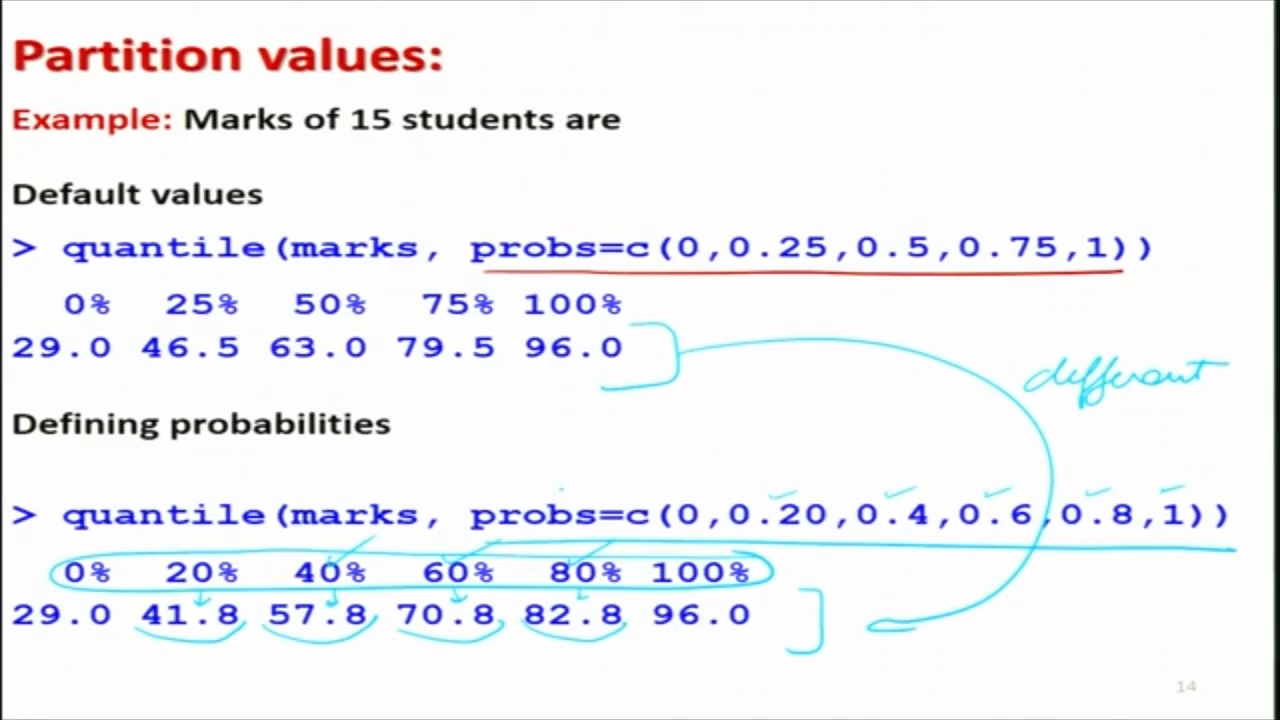 Partition values:
Example: Marks of 15 students are
Default values
> quantile(marks, probs=c(0,0.25,0.5,0.75,1))
0% 25% 50% 75% 100%
29.0 46.5 63.0 79.5 96.0
different
Defining probabilities
> quantile(marks, probs=c(0,0.20,0.4,0.6,0.8,1))
0% 20% 40% 60% 80% 100%
29.0 41.8 57.8 70.8 82.8 96.0
14